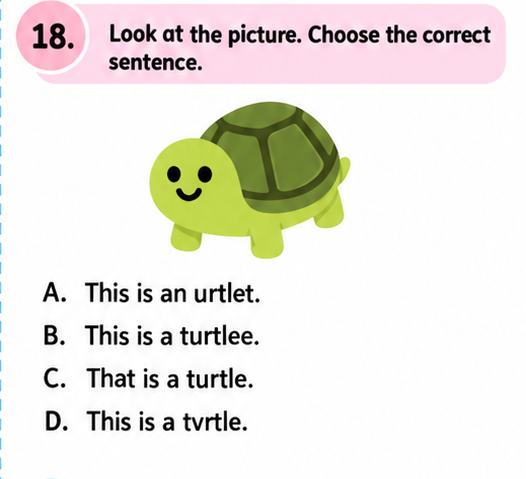 18. Look at the picture. Choose the correct
sentence.
A. This is an urtlet.
B. This is a turtlee.
C. That is a turtle.
D. This is a tvrtle.